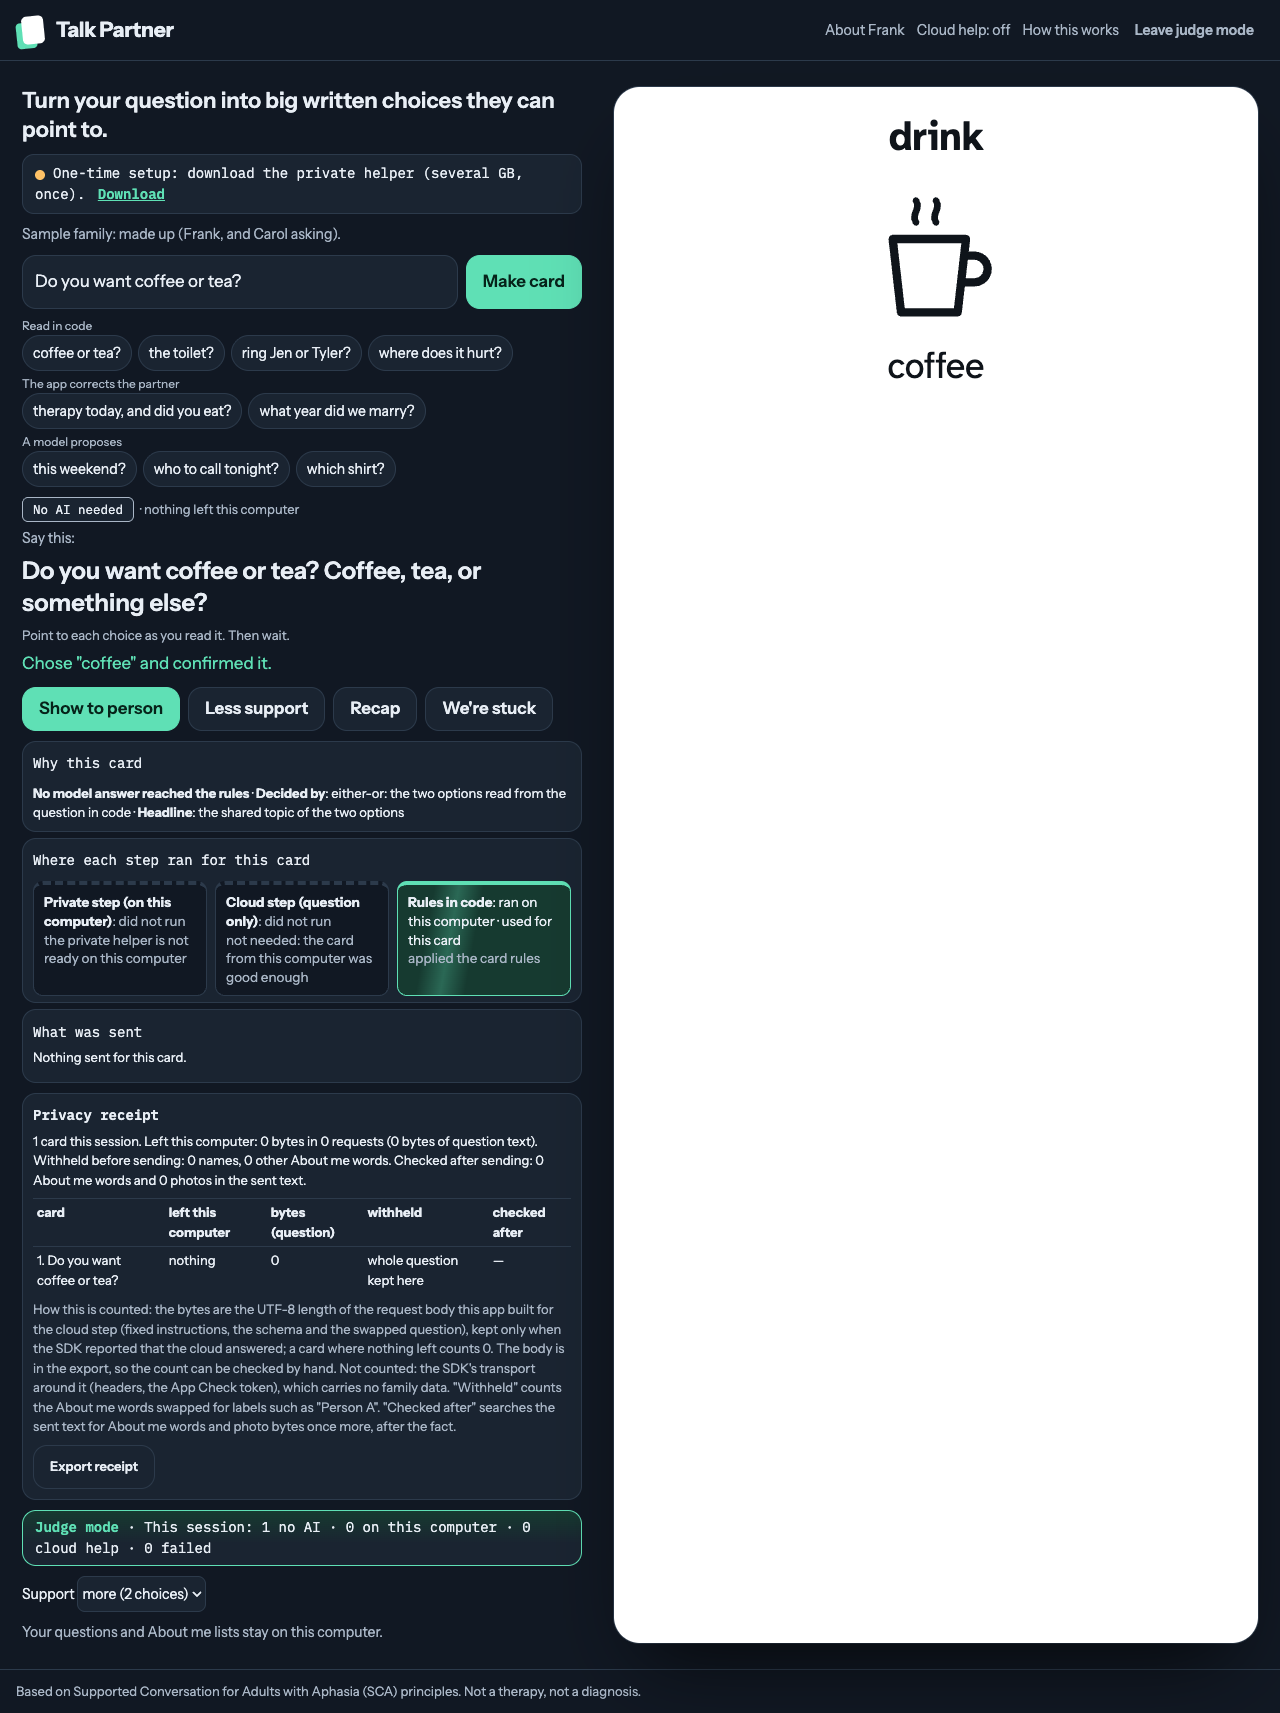 Talk Partner
About Frank Cloud help: off How this works Leave judge mode
Turn your question into big written choices they can
point to.
One-time setup: download the private helper (several GB,
once). Download
Sample family: made up (Frank, and Carol asking).
Do you want coffee or tea? Make card
Read in code
coffee or tea? the toilet? ring Jen or Tyler? where does it hurt?
The app corrects the partner
therapy today, and did you eat? what year did we marry?
A model proposes
this weekend? who to call tonight? which shirt?
No AI needed · nothing left this computer
Say this:
Do you want coffee or tea? Coffee, tea, or
something else?
Point to each choice as you read it. Then wait.
Chose "coffee" and confirmed it.
Show to person Less support Recap We're stuck
Why this card
No model answer reached the rules · Decided by: either-or: the two options read from the
question in code · Headline: the shared topic of the two options
Where each step ran for this card
Private step (on this
computer): did not run
the private helper is not
ready on this computer
Cloud step (question
only): did not run
not needed: the card
from this computer was
good enough
Rules in code: ran on
this computer · used for
this card
applied the card rules
What was sent
Nothing sent for this card.
Privacy receipt
1 card this session. Left this computer: 0 bytes in 0 requests (0 bytes of question text).
Withheld before sending: 0 names, 0 other About me words. Checked after sending: 0
About me words and 0 photos in the sent text.
card left this computer bytes (question) withheld checked after
1. Do you want coffee or tea? nothing 0 whole question kept here —
How this is counted: the bytes are the UTF-8 length of the request body this app built for
the cloud step (fixed instructions, the schema and the swapped question), kept only when
the SDK reported that the cloud answered; a card where nothing left counts 0. The body is
in the export, so the count can be checked by hand. Not counted: the SDK's transport
around it (headers, the App Check token), which carries no family data. "Withheld" counts
the About me words swapped for labels such as "Person A". "Checked after" searches the
sent text for About me words and photo bytes once more, after the fact.
Export receipt
Judge mode · This session: 1 no AI · 0 on this computer · 0
cloud help · 0 failed
Support more (2 choices)
Your questions and About me lists stay on this computer.
drink
coffee
Based on Supported Conversation for Adults with Aphasia (SCA) principles. Not a therapy, not a diagnosis.